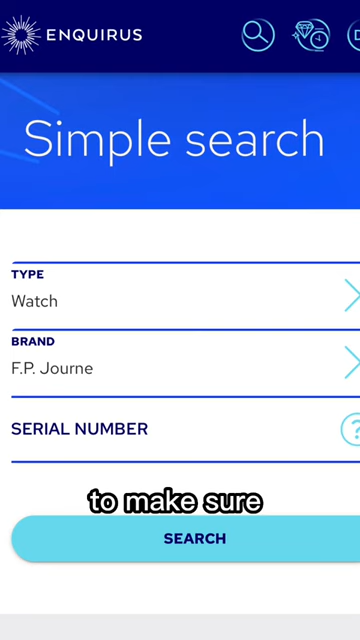 ENQUIRUS
Simple search
TYPE
Watch
BRAND
F.P. Journe
SERIAL NUMBER
?
to make sure
SEARCH